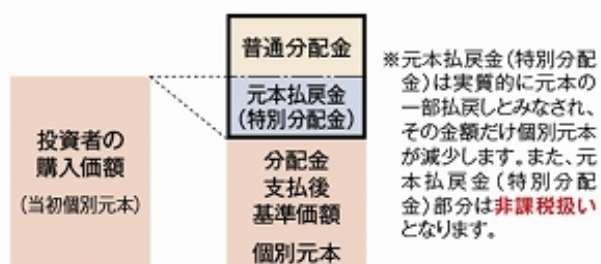 普通分配金
元本払戻金
(特別分配金)
投資者の
購入価額
(当初個別元本)
分配金
支払後
基準価額
個別元本
※元本払戻金(特別分配
金)は実質的に元本の
一部払戻しとみなされ、
その金額だけ個別元本
が減少します。また、元
本払戻金(特別分配
金)部分は非課税扱い
となります。